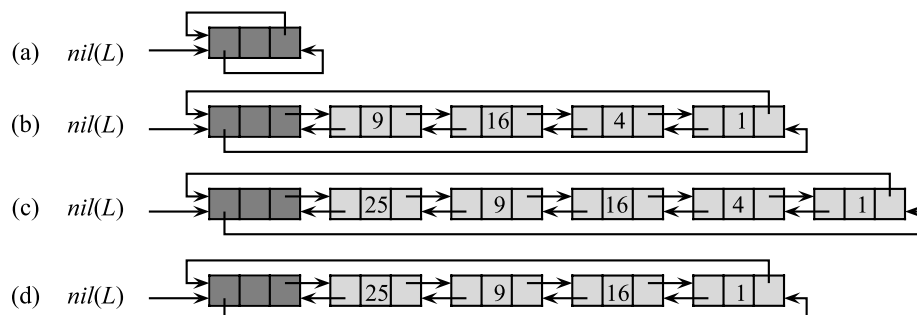 (a) nil(L)
(b) nil(L) 9 16 4 1
(c) nil(L) 25 9 16 4 1
(d) nil(L) 25 9 16 1